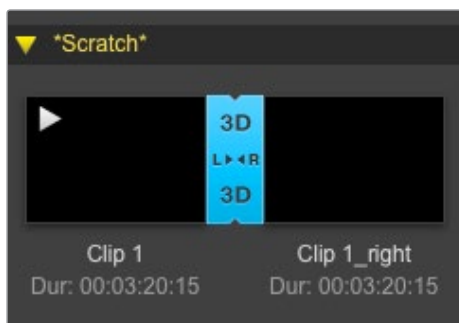 *Scratch*
3D
L R
3D
Clip 1 Clip 1_right
Dur: 00:03:20:15 Dur: 00:03:20:15